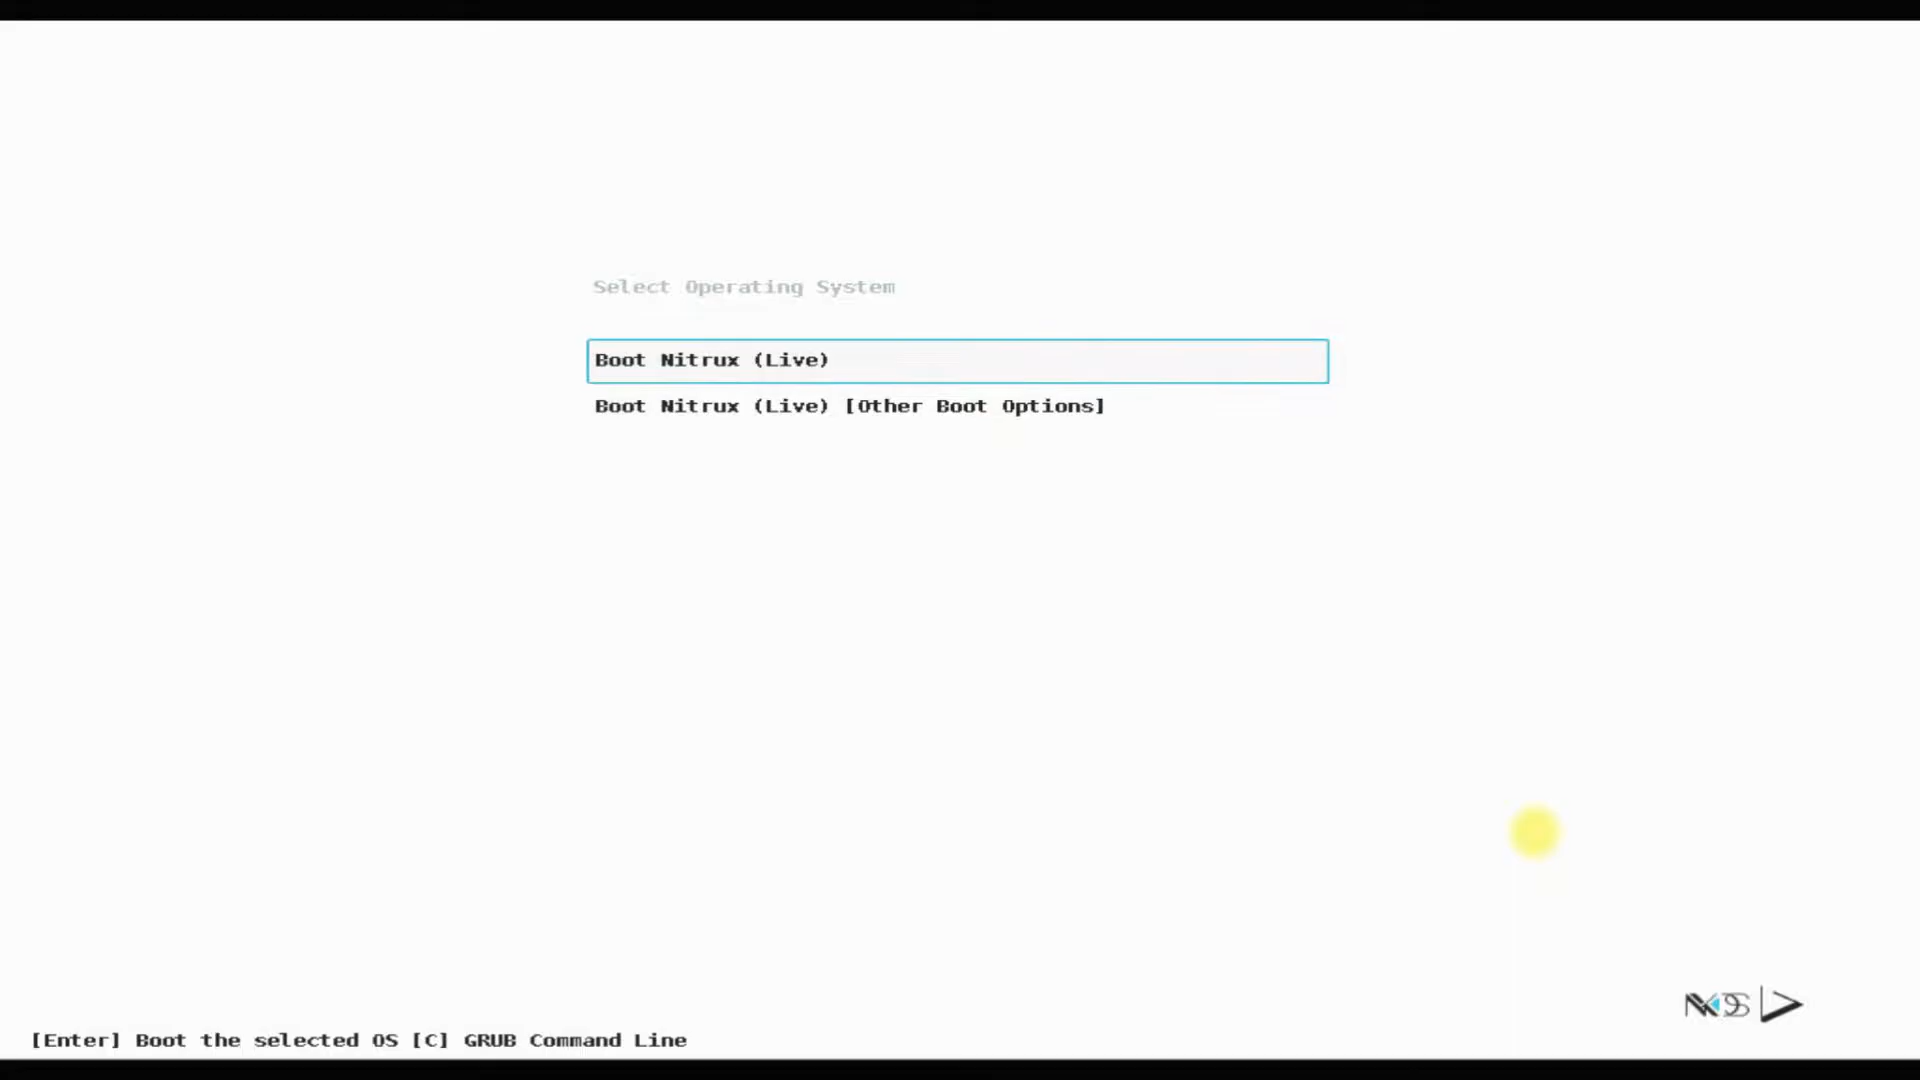 Select Operating System
Boot Nitrux (Live)
Boot Nitrux (Live) [Other Boot Options]
[Enter] Boot the selected OS [C] GRUB Command Line